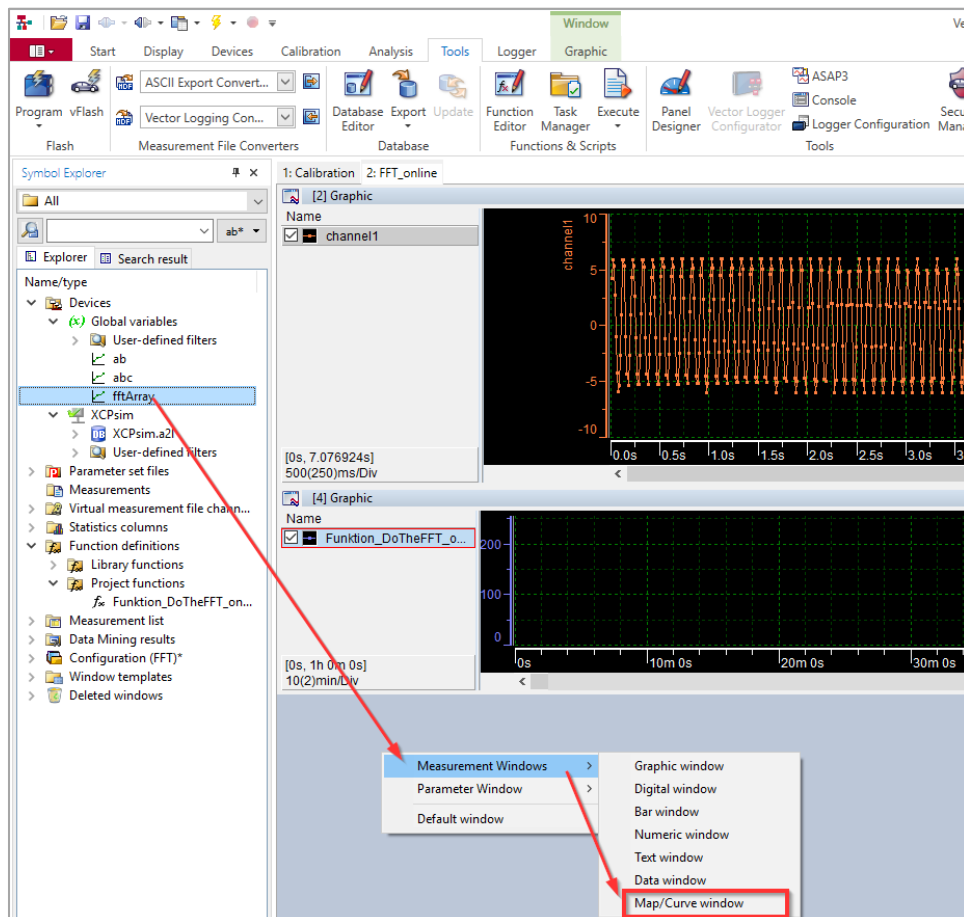 Window
Ve
Start Display Devices Calibration Analysis Tools Logger Graphic
Program vFlash
ASCII Export Convert...
Vector Logging Con...
Database Editor
Export
Update
Function Editor
Task Manager
Execute
Panel Designer
Vector Logger Configurator
ASAP3
Console
Logger Configuration
Secu
Mana
Flash
Measurement File Converters
Database
Functions & Scripts
Tools
Symbol Explorer
All
ab*
Explorer Search result
Name/type
Devices
(x) Global variables
User-defined filters
ab
abc
fftArray
XCPsim
DB XCPsim.a2l
User-defined filters
Parameter set files
Measurements
Virtual measurement file chann...
Statistics columns
Function definitions
Library functions
Project functions
fx Funktion_DoTheFFT_on...
Measurement list
Data Mining results
Configuration (FFT)*
Window templates
Deleted windows
1: Calibration 2: FFT_online
[2] Graphic
Name
channel1
[0s, 7.076924s]
500(250)ms/Div
channel1
10
5
0
-5
-10
0.0s 0.5s 1.0s 1.5s 2.0s 2.5s 3.0s 3
[4] Graphic
Name
Funktion_DoTheFFT_o...
[0s, 1h 0m 0s]
10(2)min/Div
200
100
0
0s 10m 0s 20m 0s 30m 0s
Measurement Windows
Parameter Window
Default window
Graphic window
Digital window
Bar window
Numeric window
Text window
Data window
Map/Curve window